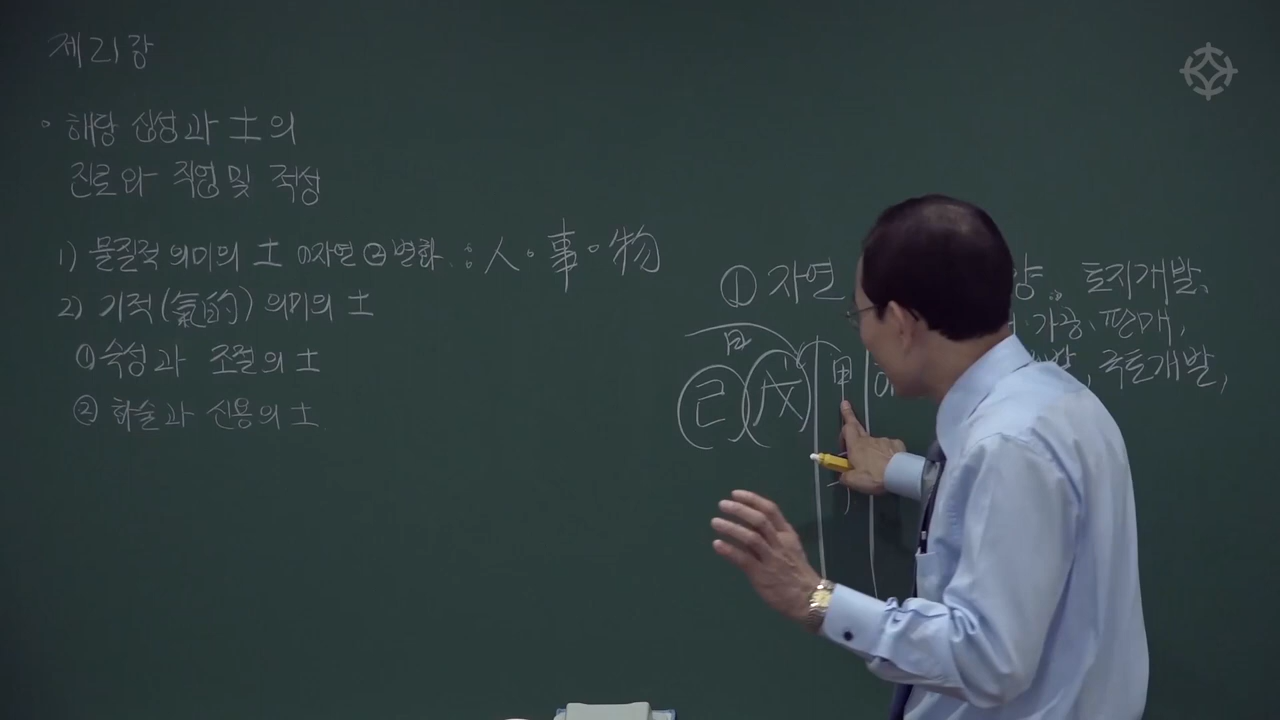 제21강
◦ 해당 십성과 土의
진로와 직업 및 적성
1) 물질적 의미의 土 ①자연 ② 변화 : 人 · 事 · 物
2) 기적(氣的) 의미의 土
① 속성과 조절의 土
② 학술과 신용의 土
① 자연 양 토지개발,
가공, 판매,
국토개발,
己 戊 甲